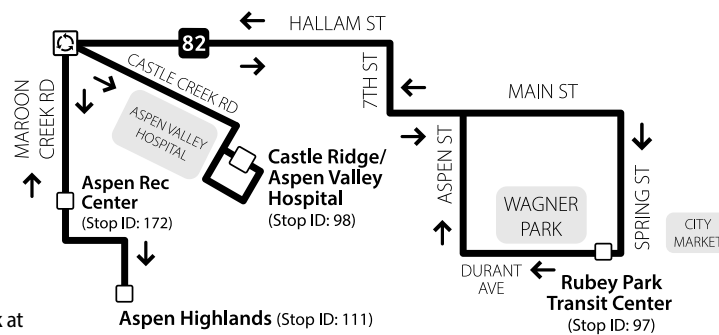 HALLAM ST
82
CASTLE CREEK RD
7TH ST
MAIN ST
MAROON
CREEK RD
ASPEN VALLEY
HOSPITAL
Castle Ridge/
Aspen Valley
Hospital
(Stop ID: 98)
ASPEN ST
SPRING ST
Aspen Rec
Center
(Stop ID: 172)
WAGNER
PARK
CITY
MARKET
DURANT
AVE
Rubey Park
Transit Center
(Stop ID: 97)
k at
Aspen Highlands (Stop ID: 111)